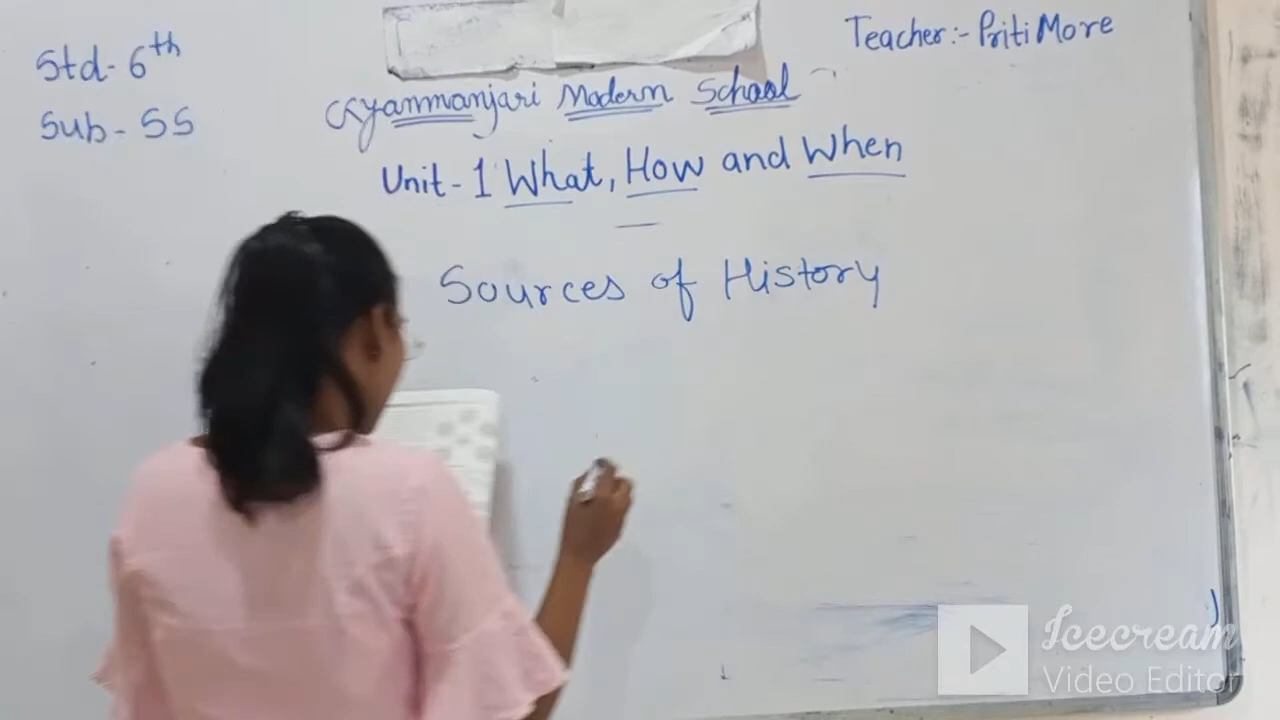 Std- 6th
Sub- SS
Teacher:- Priti More
Gyanmanjari Modern School
Unit-1 What, How and When
Sources of History
Icecream
Video Editor